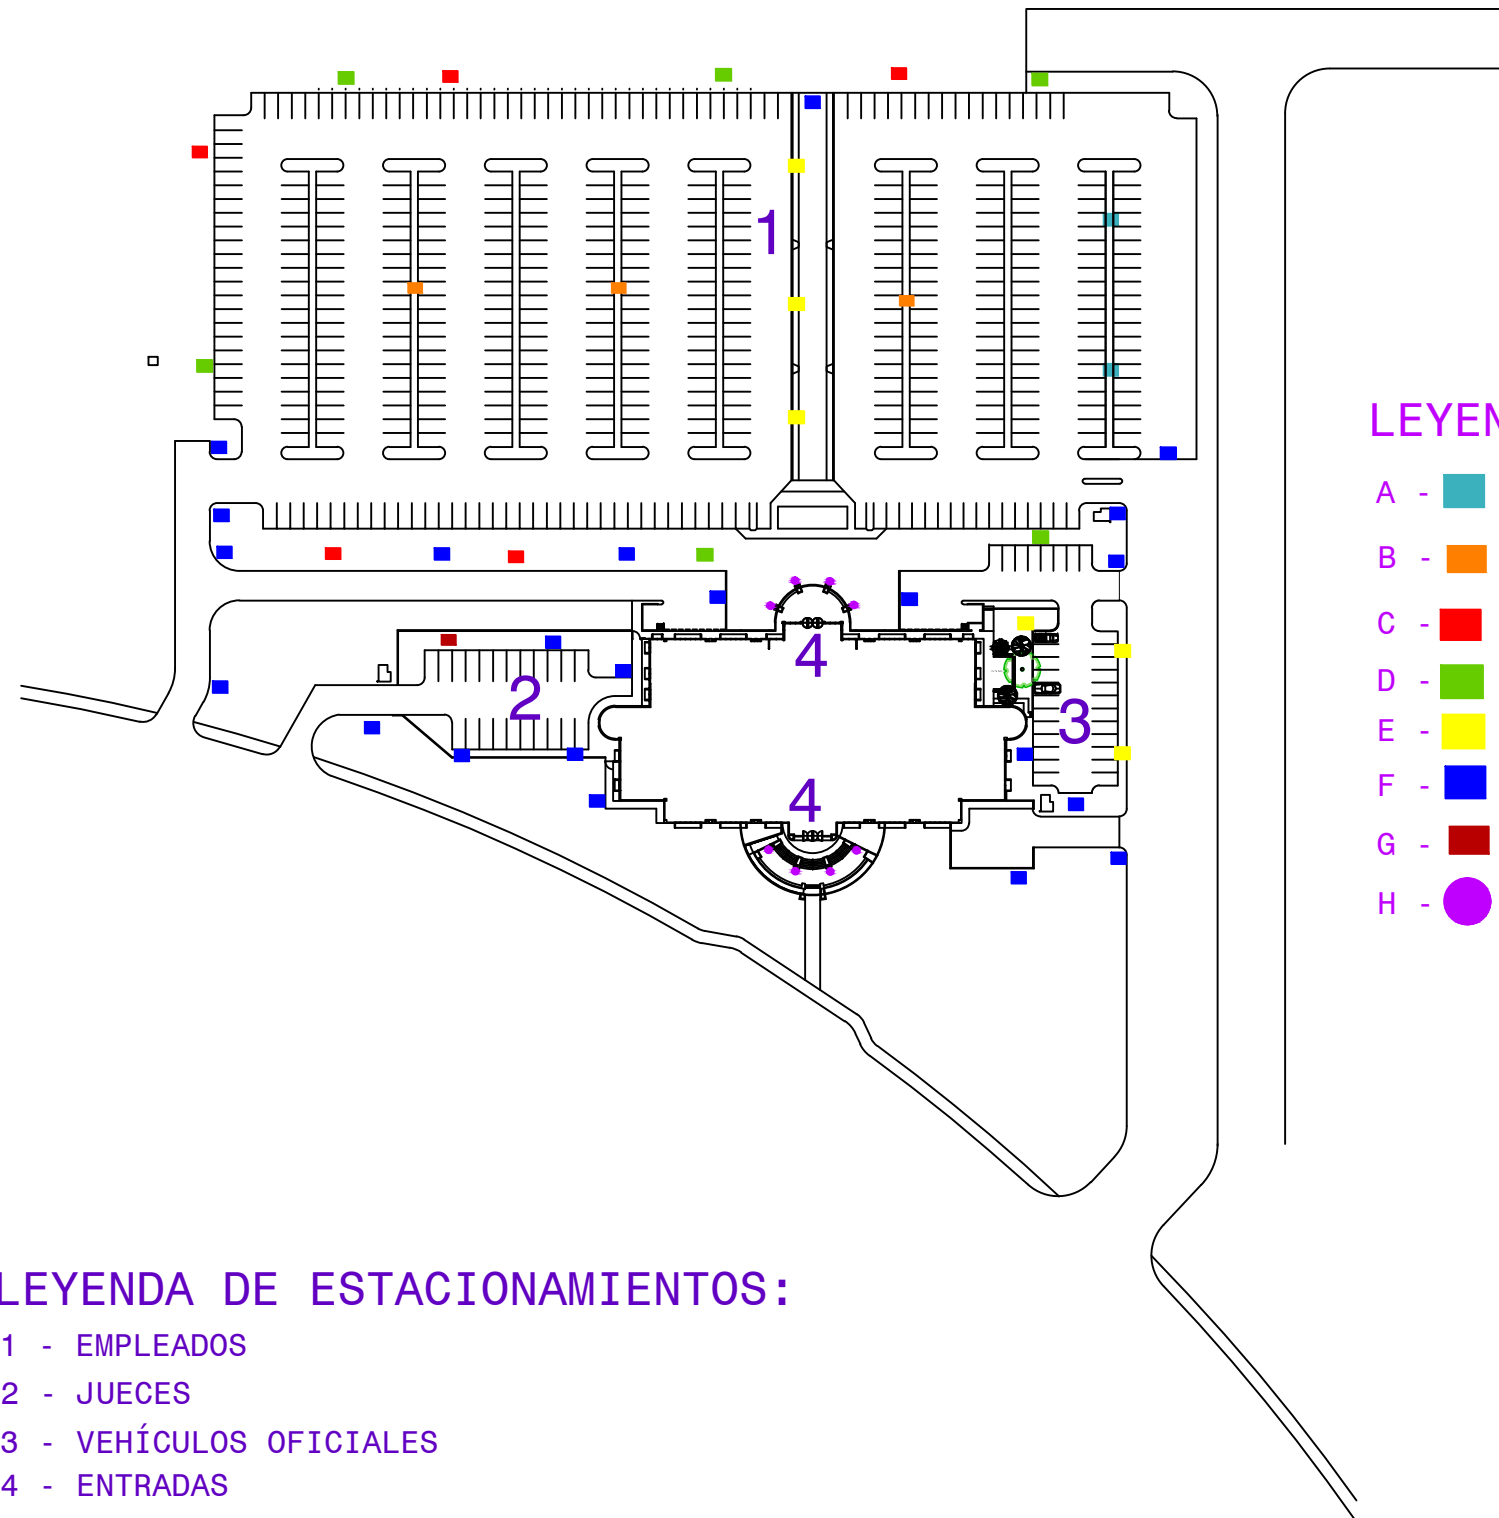 1
LEYEN
A -
B -
C -
D -
E -
F -
G -
H -
4
2
3
4
LEYENDA DE ESTACIONAMIENTOS:
1 - EMPLEADOS
2 - JUECES
3 - VEHÍCULOS OFICIALES
4 - ENTRADAS